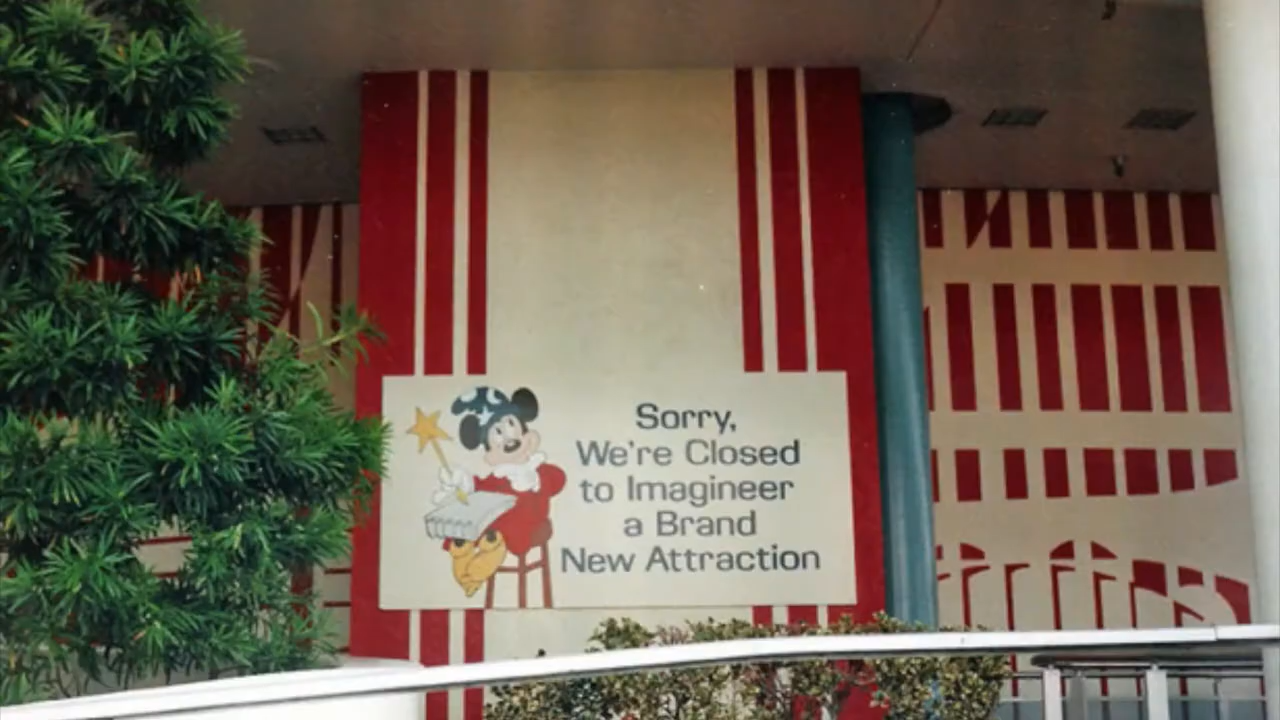 Sorry,
We're Closed
to Imagineer
a Brand
New Attraction